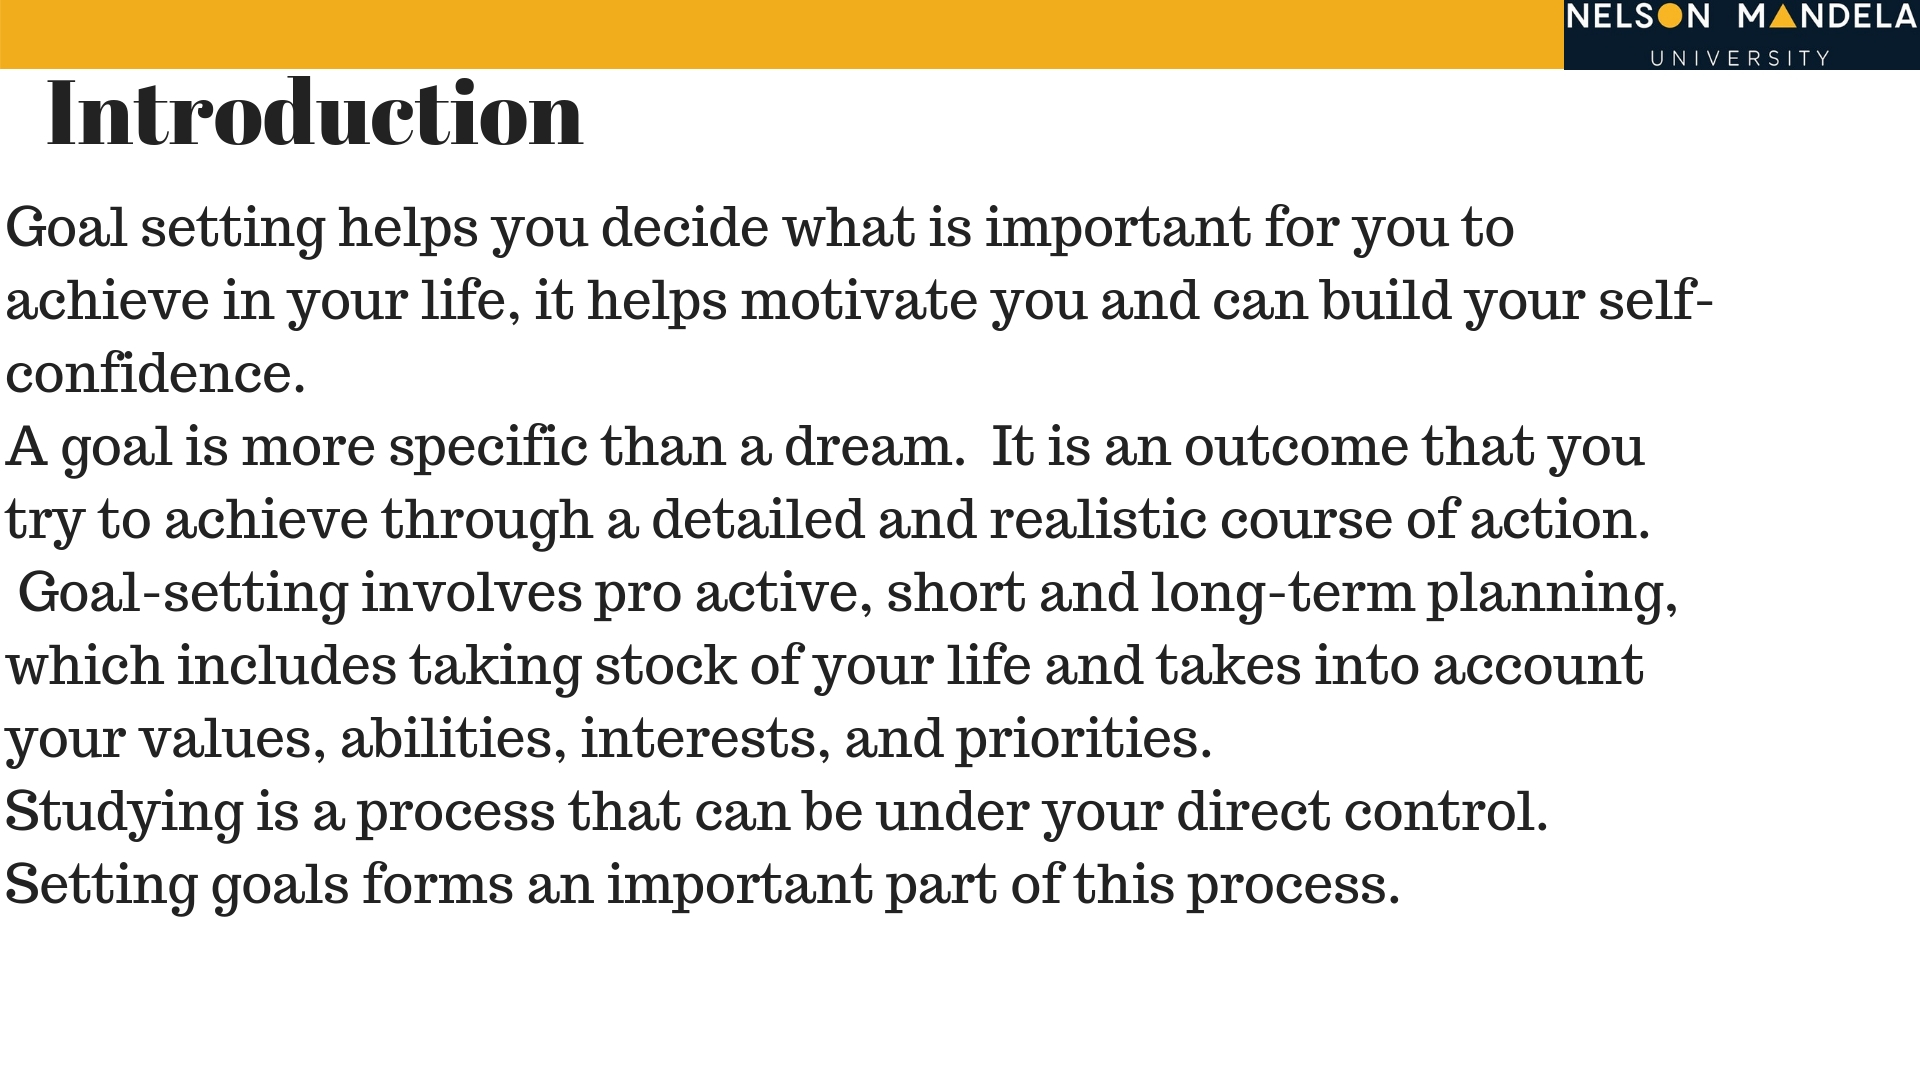 NELSON MANDELA
UNIVERSITY
Introduction
Goal setting helps you decide what is important for you to
achieve in your life, it helps motivate you and can build your self-
confidence.
A goal is more specific than a dream.  It is an outcome that you
try to achieve through a detailed and realistic course of action.
Goal-setting involves pro active, short and long-term planning,
which includes taking stock of your life and takes into account
your values, abilities, interests, and priorities.
Studying is a process that can be under your direct control.
Setting goals forms an important part of this process.